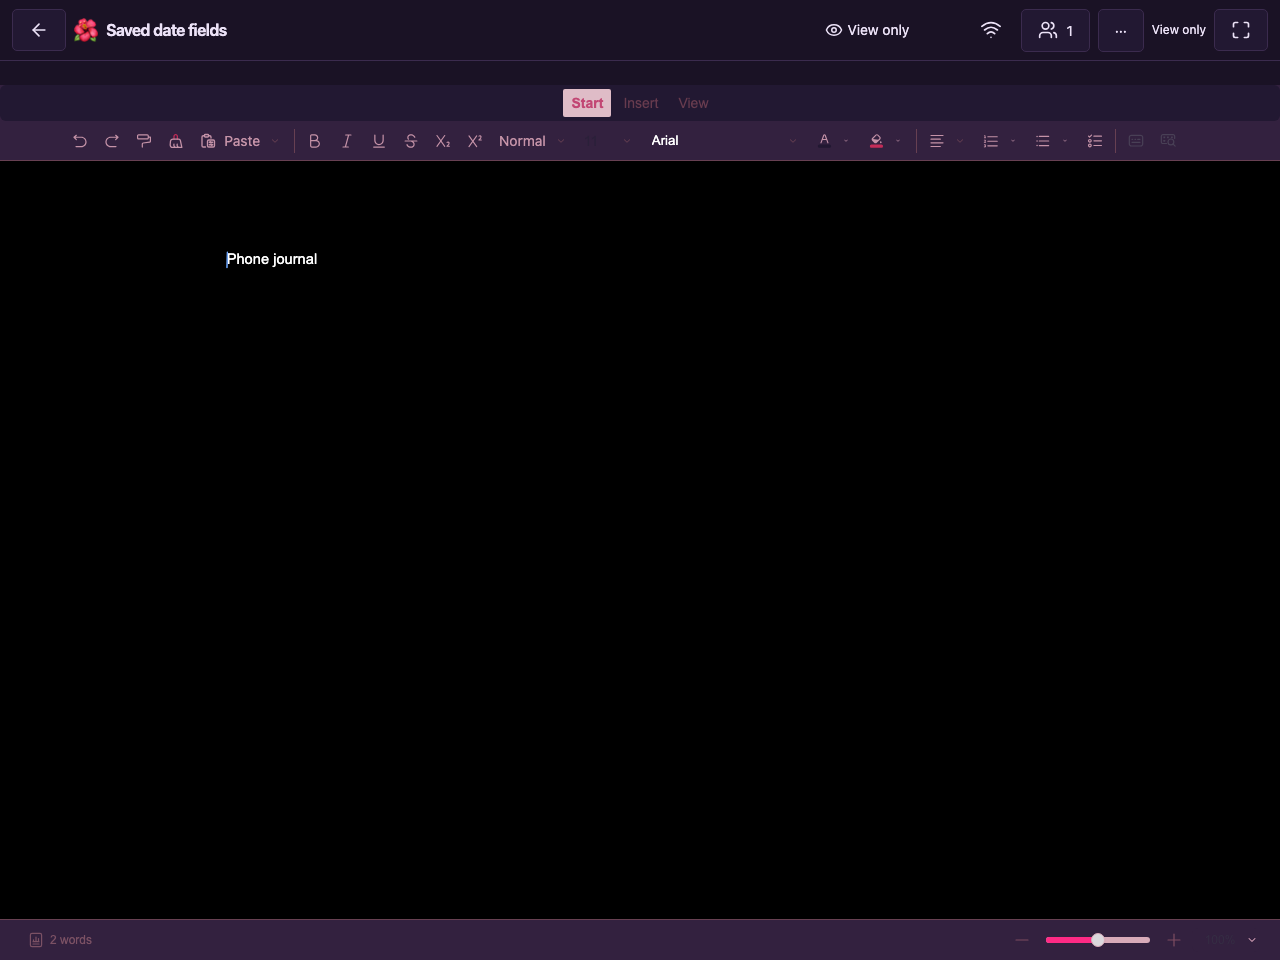 Saved date fields
View only
1
...
View only
Start Insert View
Paste
Normal
Arial
Phone journal
2 words